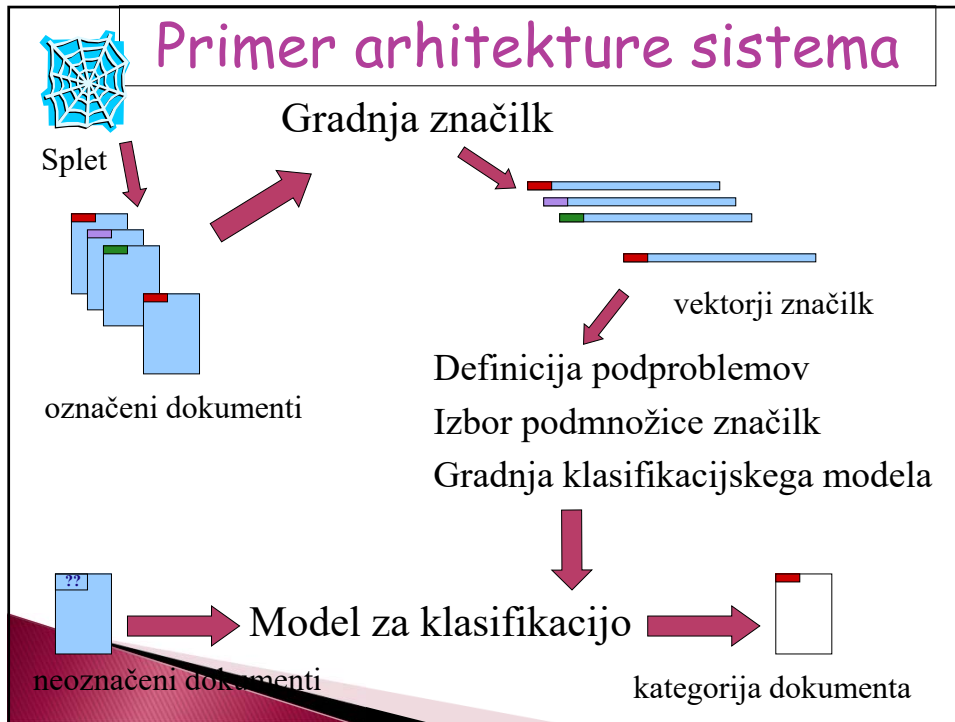 Primer arhitekture sistema
Gradnja značilk
Splet
vektorji značilk
označeni dokumenti
Definicija podproblemov
Izbor podmnožice značilk
Gradnja klasifikacijskega modela
??
Model za klasifikacijo
neoznačeni dokumenti
kategorija dokumenta